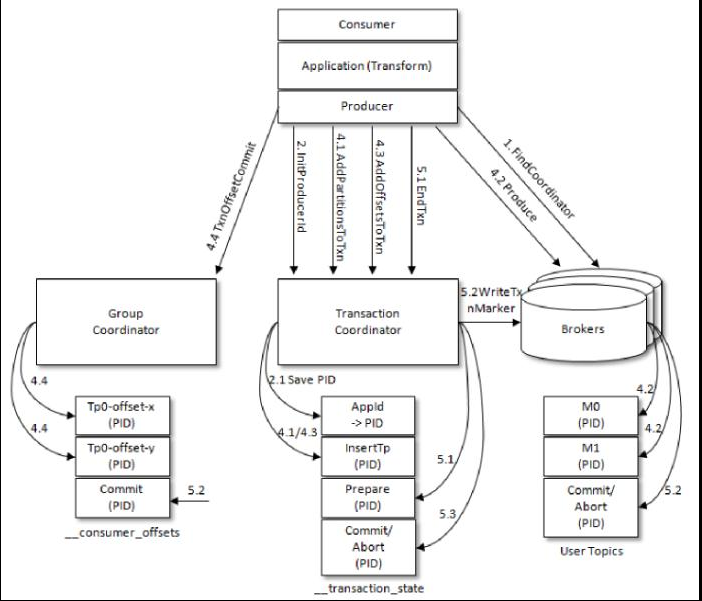 Consumer
Application (Transform)
Producer
4.4 TxnOffsetCommit
2. InitProducerId
4.1 AddPartitionsToTxn
4.3 AddOffsetsToTxn
5.1 EndTxn
4.2 Produce
1. FindCoordinator
Group
Coordinator
Transaction
Coordinator
5.2WriteTx
nMarker
Brokers
4.4
4.4
Tp0-offset-x
(PID)
Tp0-offset-y
(PID)
Commit
(PID)
5.2
__consumer_offsets
2.1 Save PID
4.1/4.3
AppId
-> PID
InsertTp
(PID)
Prepare
(PID)
Commit/
Abort
(PID)
5.1
5.3
__transaction_state
4.2
4.2
5.2
M0
(PID)
M1
(PID)
Commit/
Abort
(PID)
User Topics